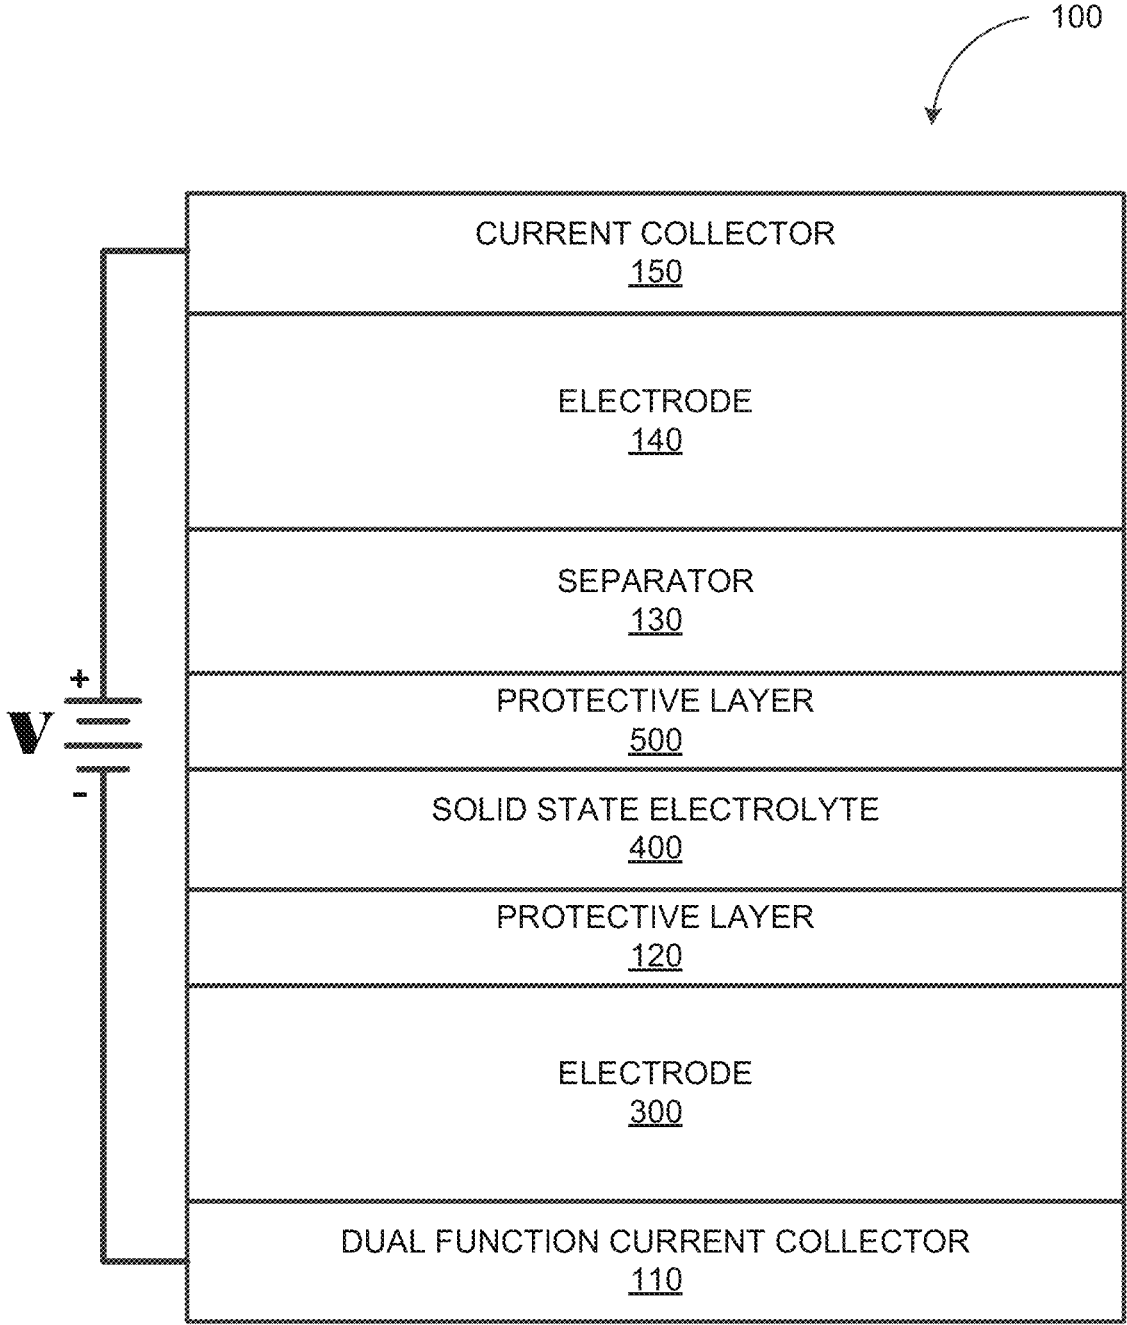 100
CURRENT COLLECTOR
150
ELECTRODE
140
SEPARATOR
130
+
PROTECTIVE LAYER
500
V
-
SOLID STATE ELECTROLYTE
400
PROTECTIVE LAYER
120
ELECTRODE
300
DUAL FUNCTION CURRENT COLLECTOR
110